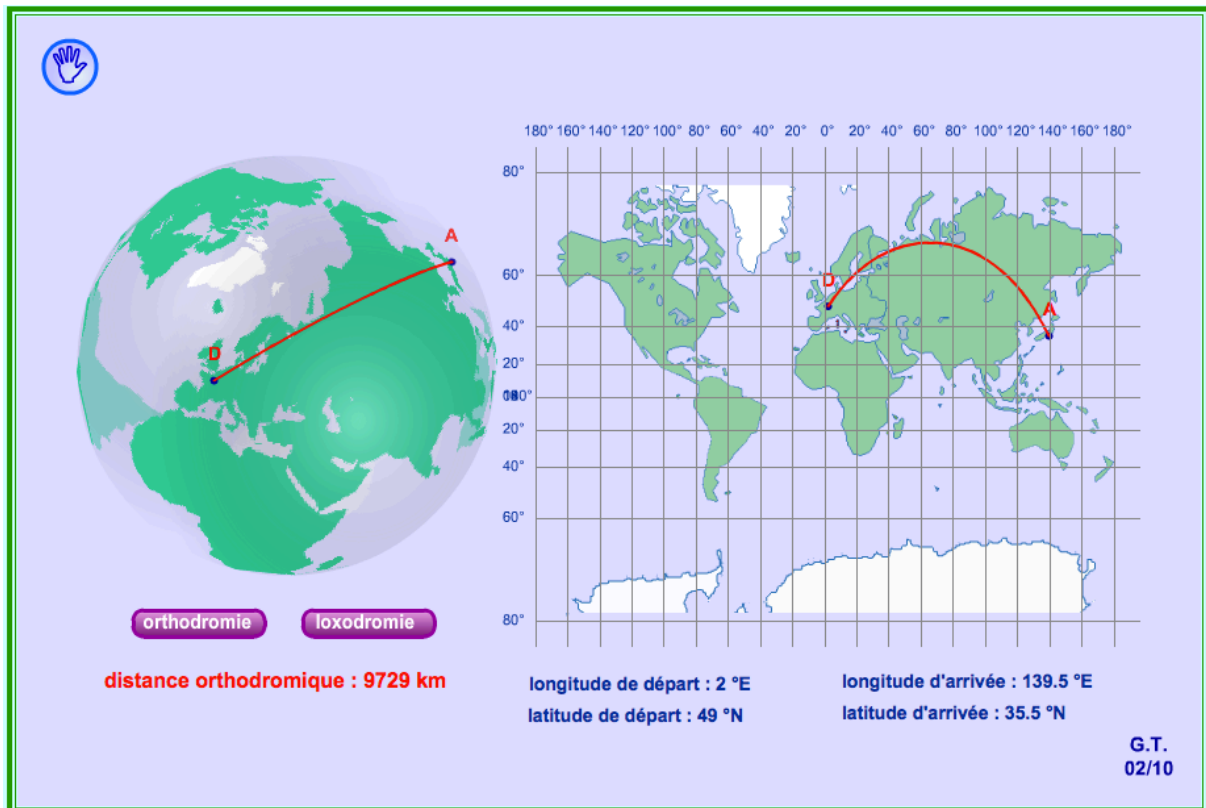 180° 160° 140° 120° 100° 80° 60° 40° 20° 0° 20° 40° 60° 80° 100° 120° 140° 160° 180°
80°
A
60°
D
D
A
40°
20°
20°
40°
60°
80°
orthodromie
loxodromie
distance orthodromique : 9729 km
longitude de départ : 2 °E
longitude d'arrivée : 139.5 °E
latitude de départ : 49 °N
latitude d'arrivée : 35.5 °N
G.T.
02/10